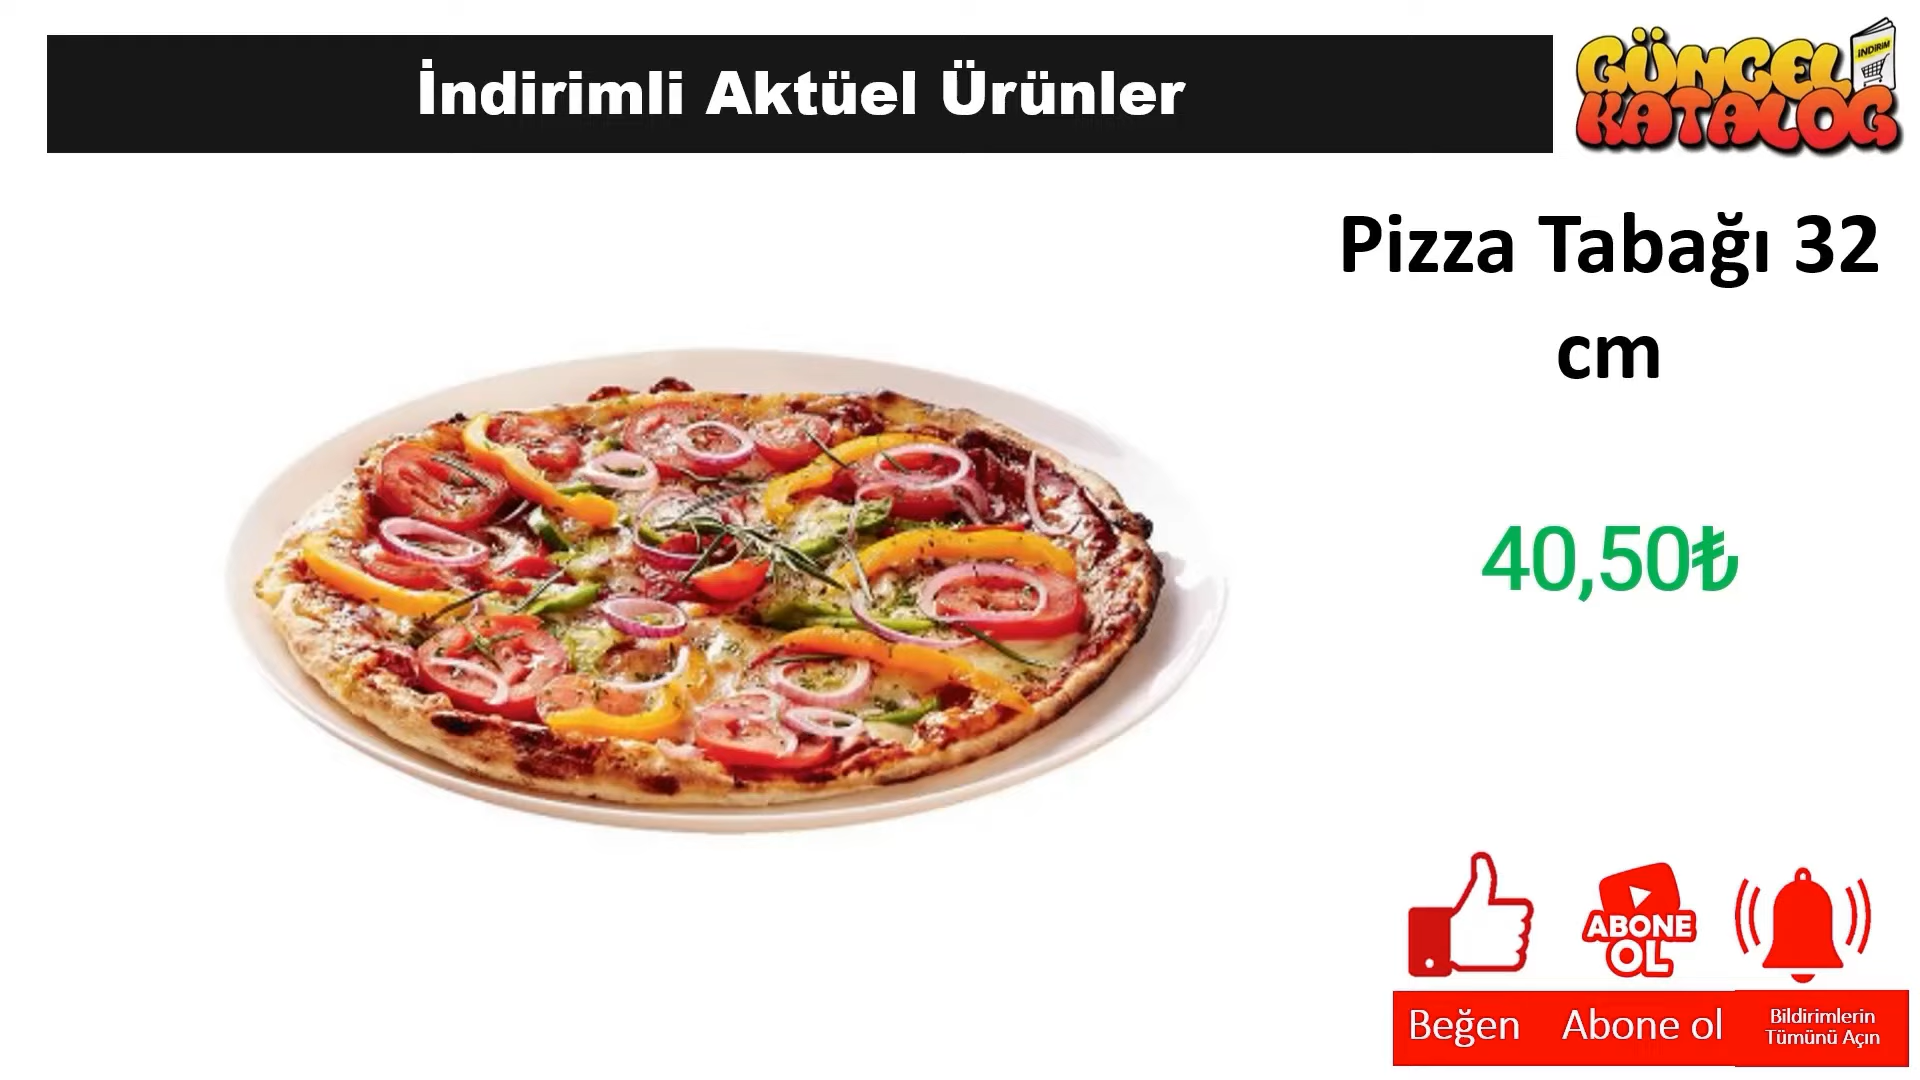 İndirimli Aktüel Ürünler
GÜNCEL
KATALOG
İNDİRİM
Pizza Tabağı 32
cm
40,50₺
ABONE
OL
Beğen
Abone ol
Bildirimlerin
Tümünü Açın